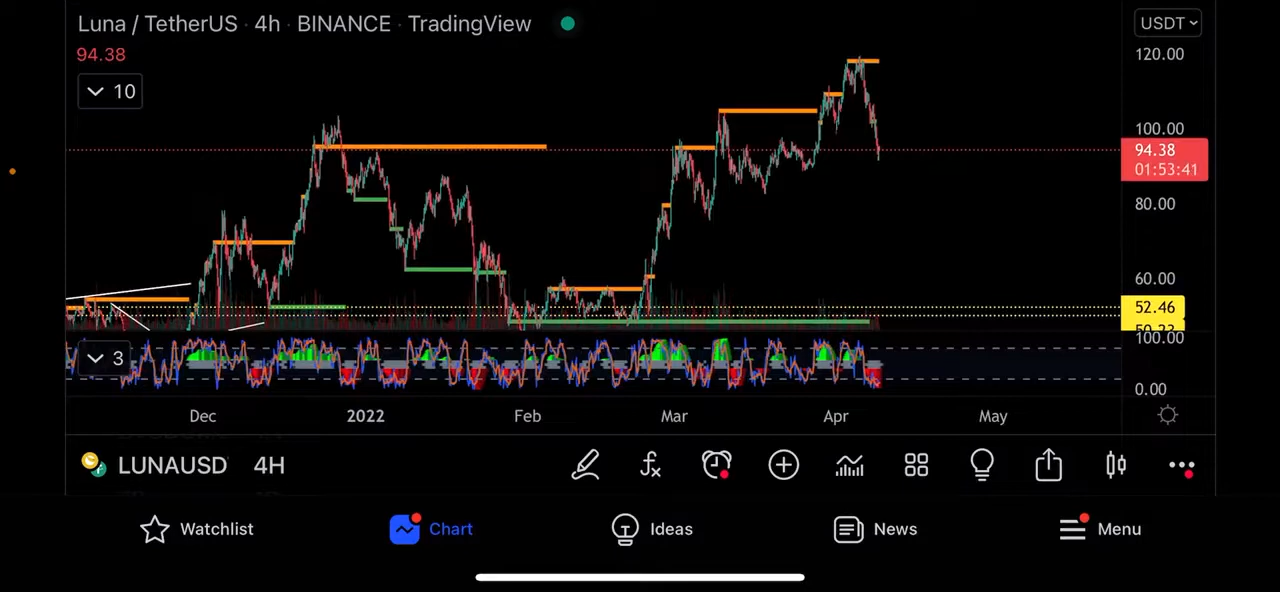 Luna / TetherUS · 4h · BINANCE · TradingView
USDT
94.38
10
120.00
100.00
94.38
01:53:41
80.00
60.00
52.46
100.00
3
0.00
Dec 2022 Feb Mar Apr May
LUNAUSD 4H
Watchlist Chart Ideas News Menu